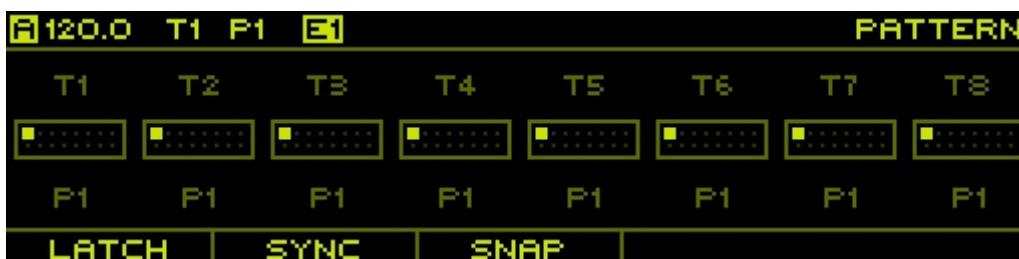 A 120.0 T1 P1 E1 PATTERN
T1 T2 T3 T4 T5 T6 T7 T8
P1 P1 P1 P1 P1 P1 P1 P1
LATCH SYNC SNAP